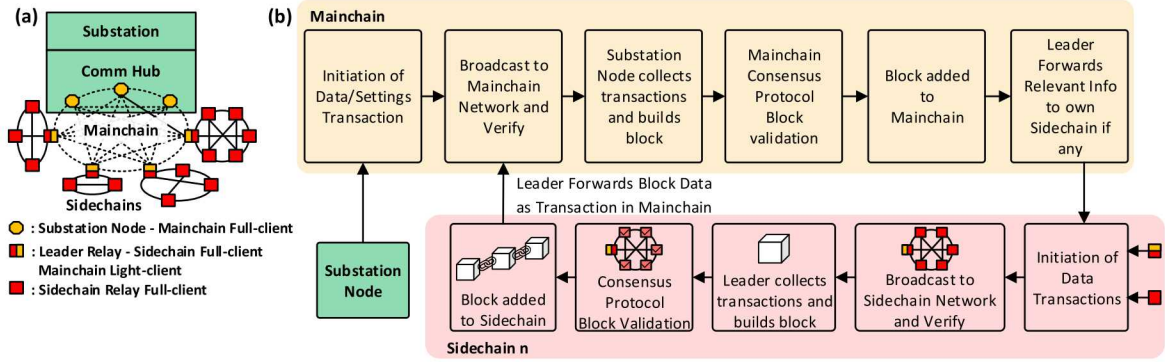 (a)
Substation
Comm Hub
Mainchain
Sidechains
: Substation Node - Mainchain Full-client
: Leader Relay - Sidechain Full-client
Mainchain Light-client
: Sidechain Relay Full-client
(b)
Mainchain
Initiation of
Data/Settings
Transaction
Broadcast to
Mainchain
Network and
Verify
Substation
Node collects
transactions
and builds
block
Mainchain
Consensus
Protocol
Block
validation
Block added
to
Mainchain
Leader
Forwards
Relevant Info
to own
Sidechain if
any
Leader Forwards Block Data
as Transaction in Mainchain
Substation
Node
Block added
to Sidechain
Consensus
Protocol
Block Validation
Leader collects
transactions and
builds block
Broadcast to
Sidechain Network
and Verify
Initiation of
Data
Transactions
Sidechain n